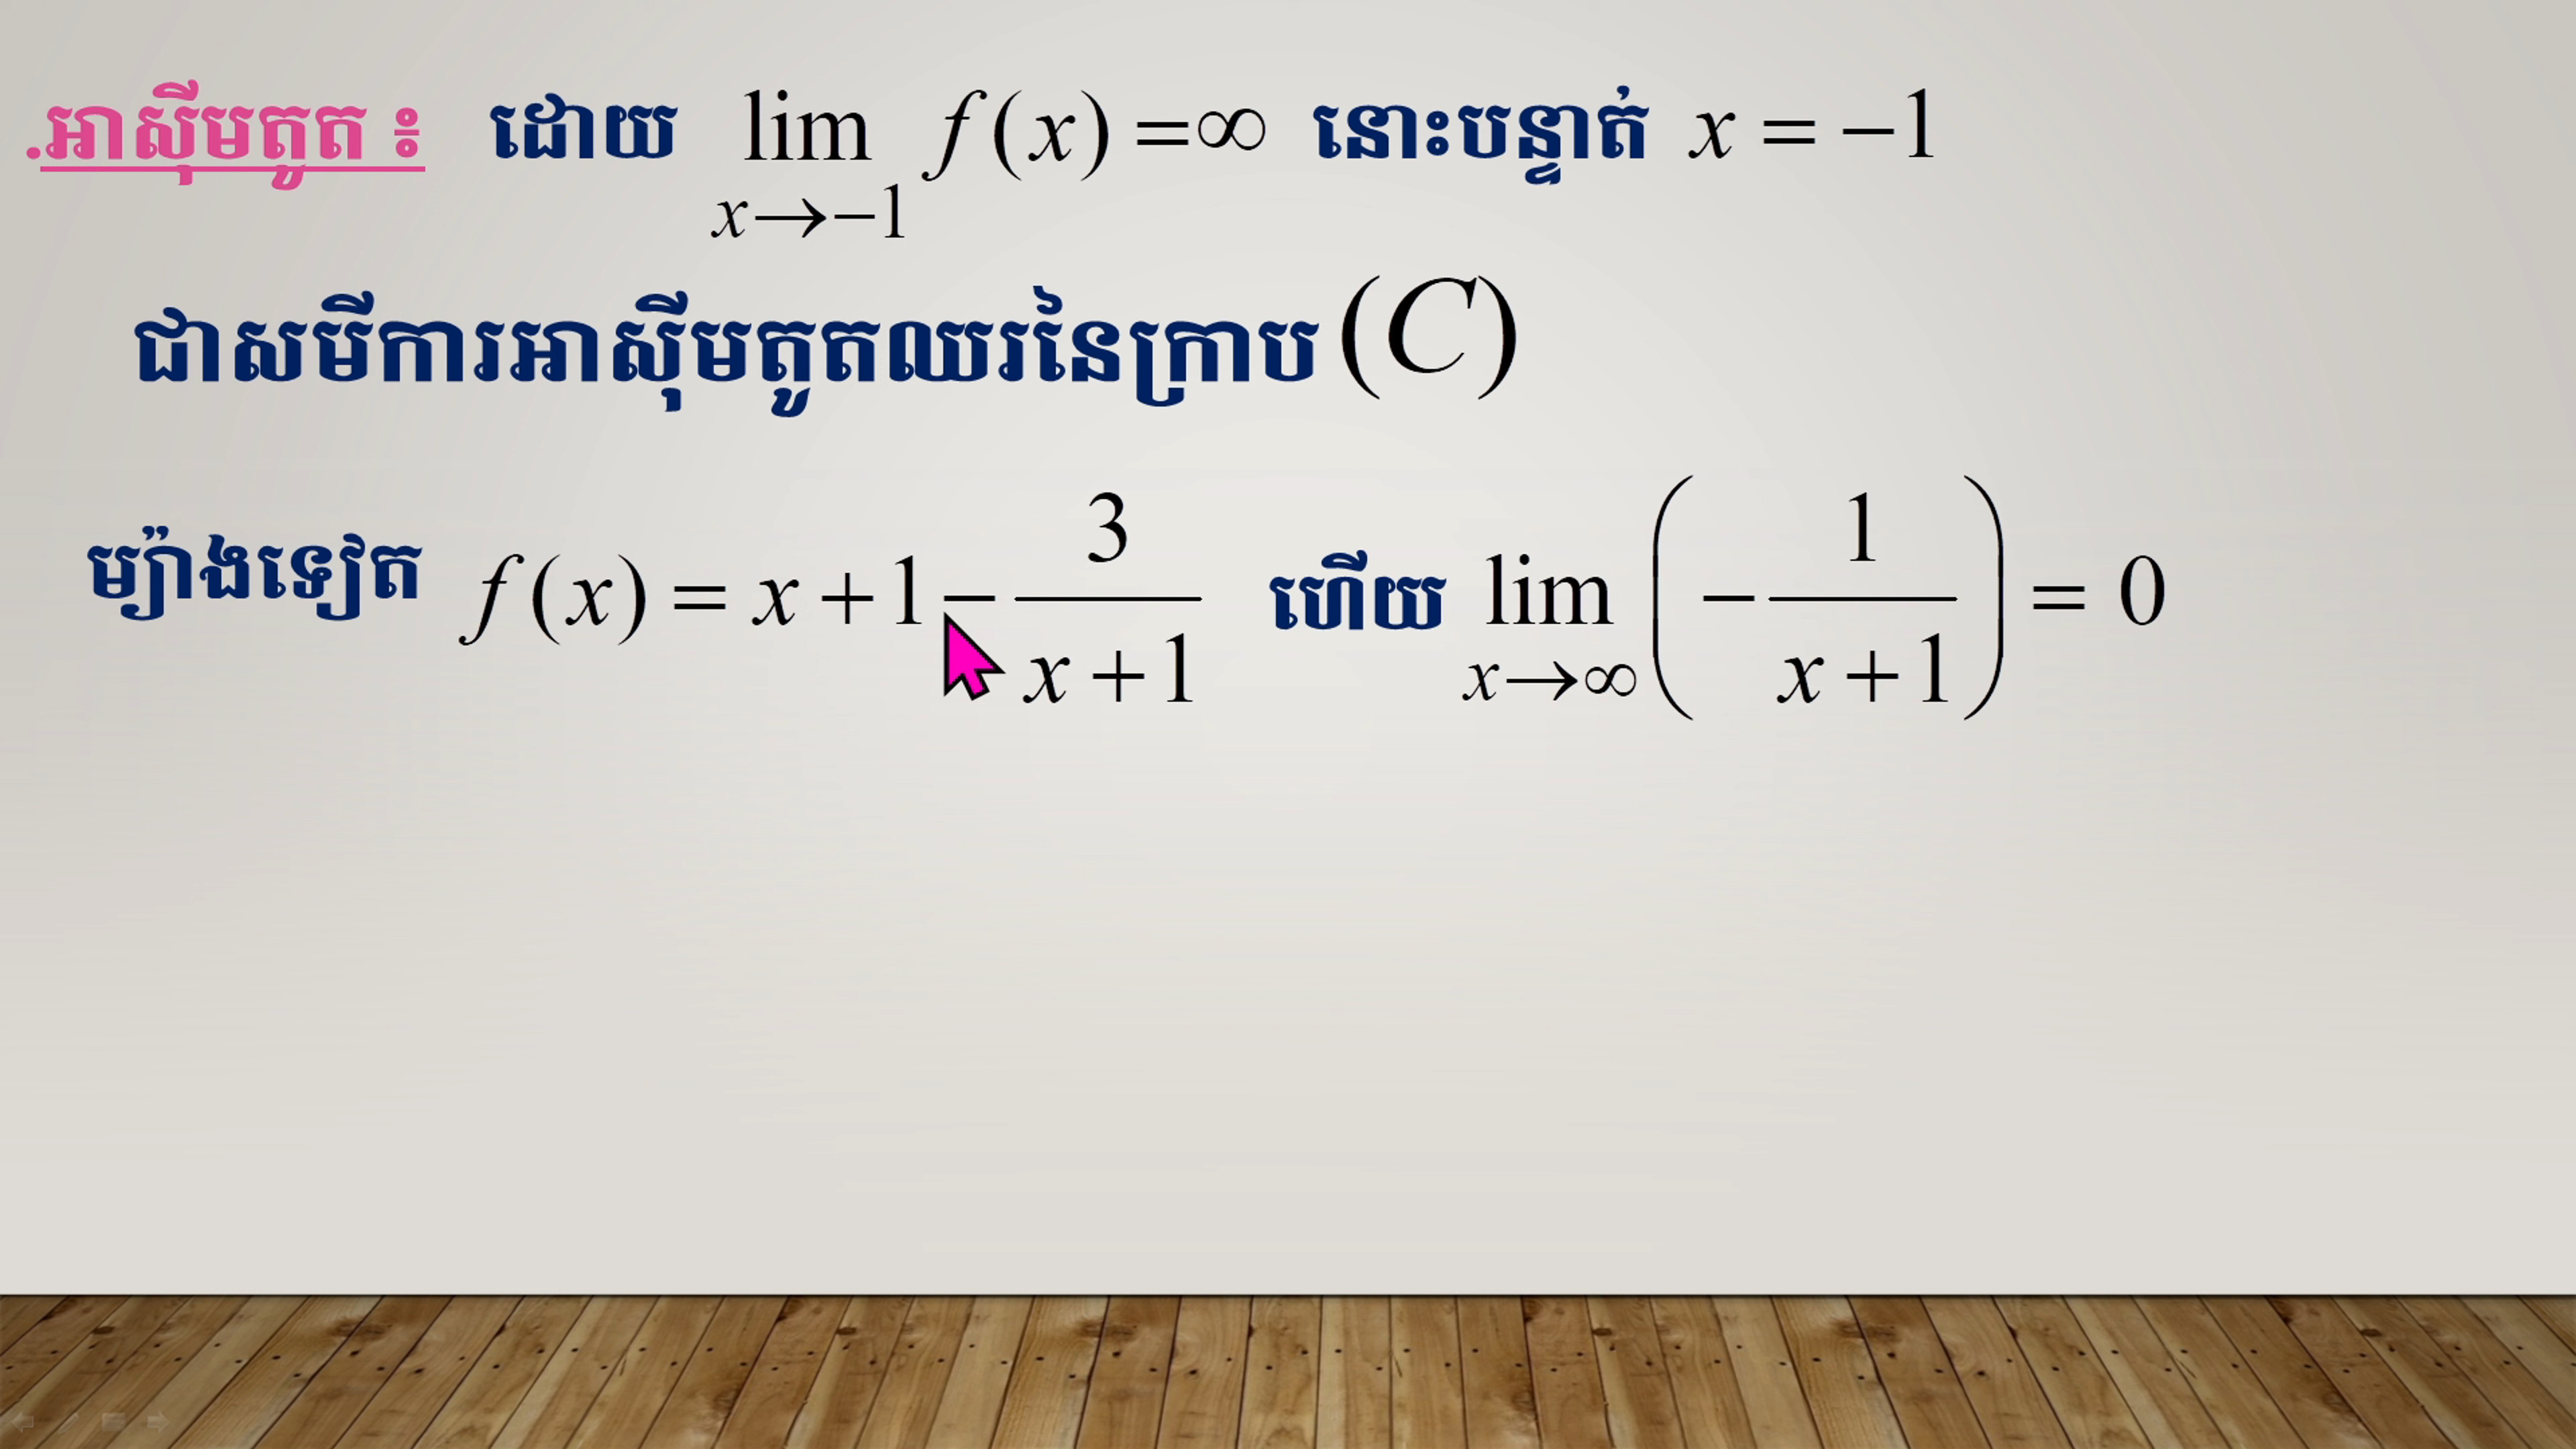 .អាស៊ីមតូត ៖ ដោយ lim f(x) =∞ នោះបន្ទាត់ x = −1
x→−1
ជាសមីការអាស៊ីមតូតឈរនៃក្រាប (C)
ម្យ៉ាងទៀត f(x) = x + 1 − 3/(x + 1) ហើយ lim x→∞ (− 1/(x + 1)) = 0